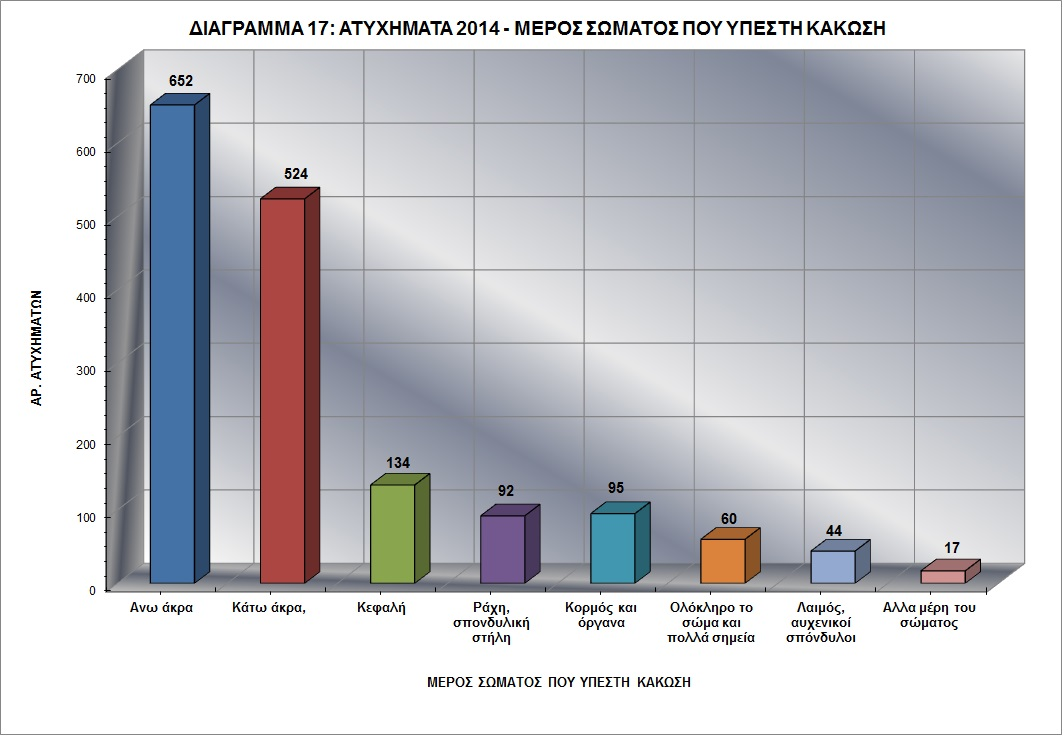 ΔΙΑΓΡΑΜΜΑ 17: ΑΤΥΧΗΜΑΤΑ 2014 - ΜΕΡΟΣ ΣΩΜΑΤΟΣ ΠΟΥ ΥΠΕΣΤΗ ΚΑΚΩΣΗ
ΑΡ. ΑΤΥΧΗΜΑΤΩΝ
700
600
500
400
300
200
100
0
652
524
134
92
95
60
44
17
Ανω άκρα
Κάτω άκρα,
Κεφαλή
Ράχη,
σπονδυλική
στήλη
Κορμός και
όργανα
Ολόκληρο το
σώμα και
πολλά σημεία
Λαιμός,
αυχενικοί
σπόνδυλοι
Αλλα μέρη του
σώματος
ΜΕΡΟΣ ΣΩΜΑΤΟΣ ΠΟΥ ΥΠΕΣΤΗ ΚΑΚΩΣΗ